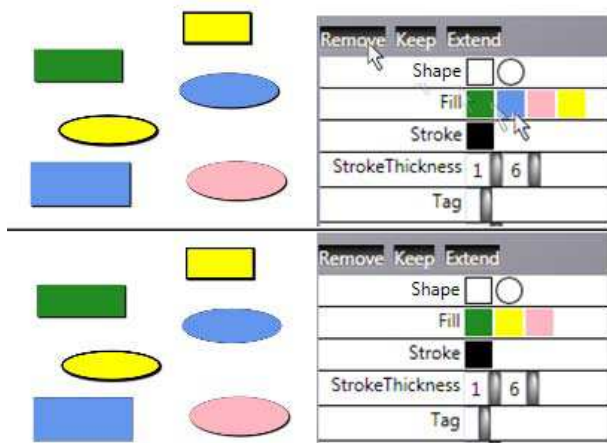 Remove Keep Extend
Shape
Fill
Stroke
StrokeThickness 1 6
Tag
Remove Keep Extend
Shape
Fill
Stroke
StrokeThickness 1 6
Tag